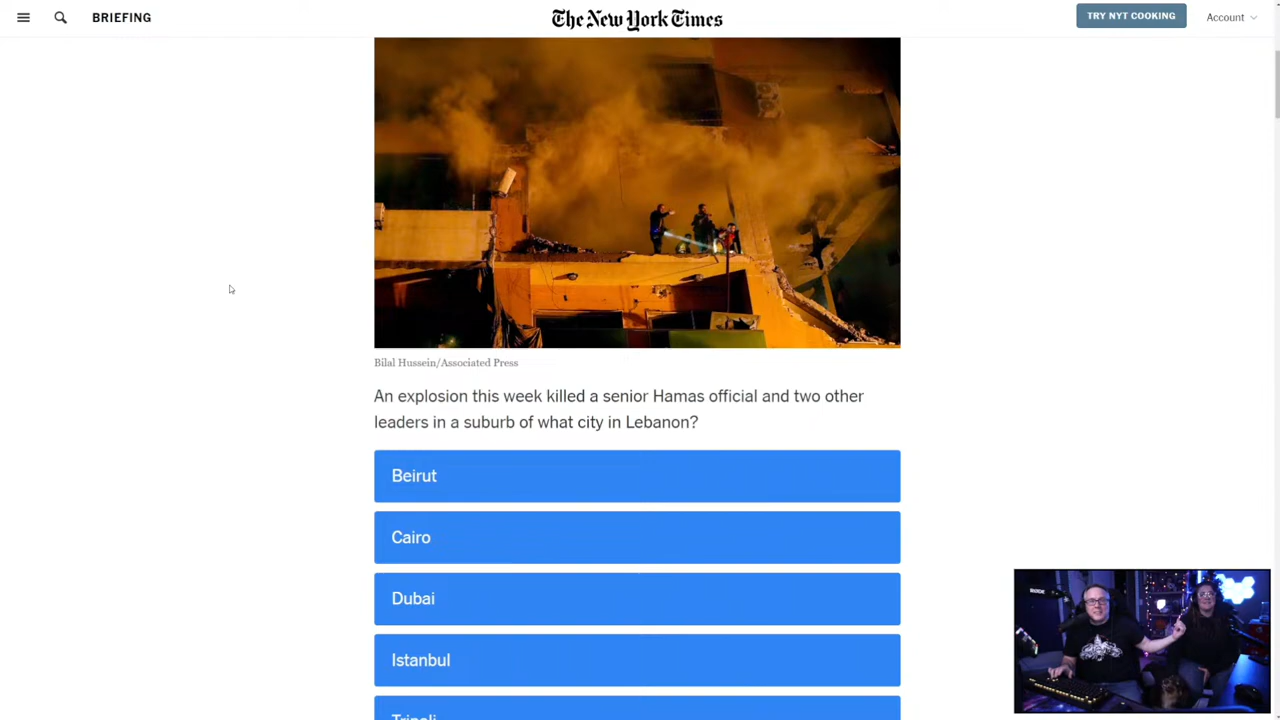 BRIEFING
The New York Times
TRY NYT COOKING
Account
Bilal Hussein/Associated Press
An explosion this week killed a senior Hamas official and two other
leaders in a suburb of what city in Lebanon?
Beirut
Cairo
Dubai
Istanbul
Tripoli
RODE